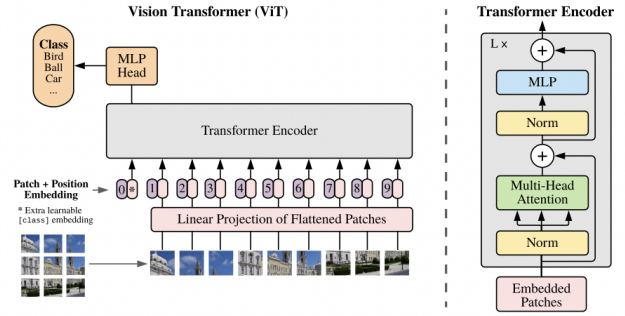 Vision Transformer (ViT)
Class
Bird
Ball
Car
...
MLP
Head
Transformer Encoder
Patch + Position
Embedding
0 * 1 2 3 4 5 6 7 8 9
* Extra learnable
[class] embedding
Linear Projection of Flattened Patches
Transformer Encoder
L ×
+
MLP
Norm
+
Multi-Head
Attention
Norm
Embedded
Patches